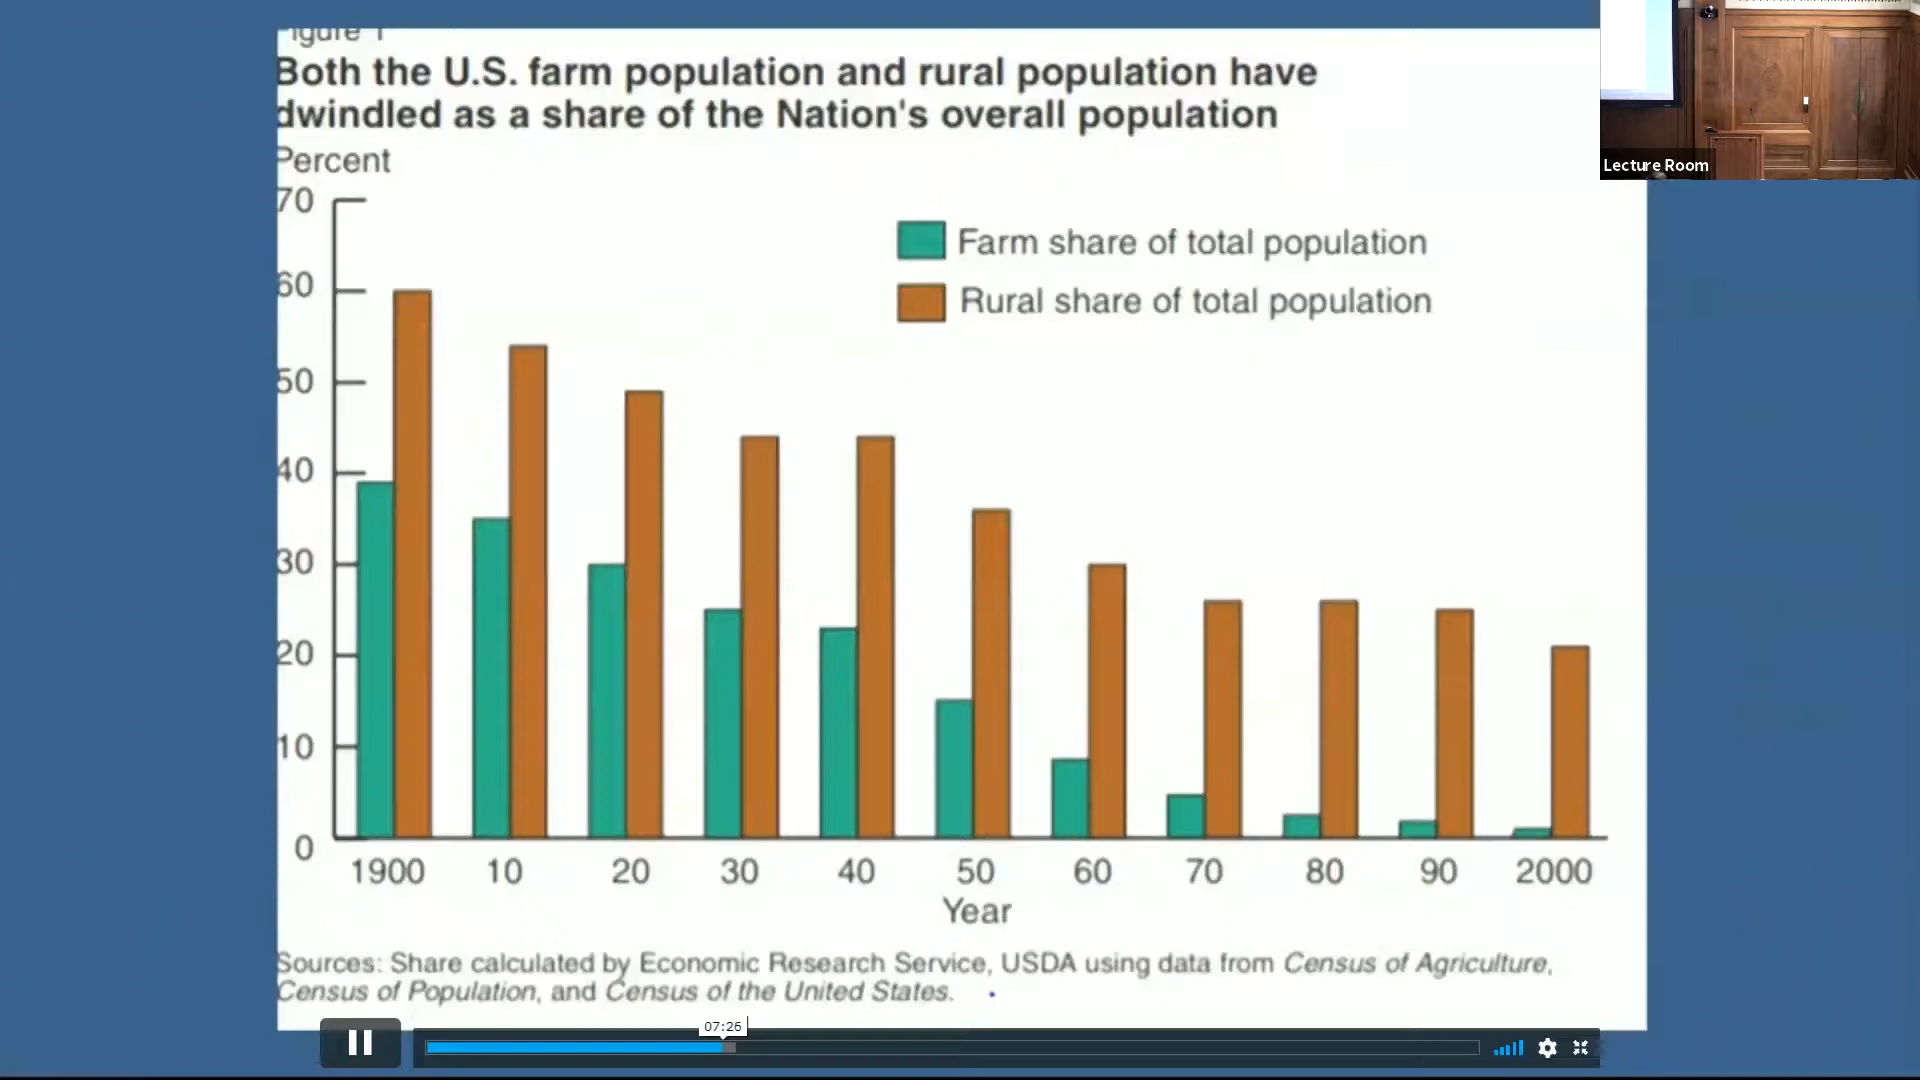 Figure 1
Both the U.S. farm population and rural population have
dwindled as a share of the Nation's overall population
Percent
70
60
50
40
30
20
10
0
Farm share of total population
Rural share of total population
1900 10 20 30 40 50 60 70 80 90 2000
Year
Sources: Share calculated by Economic Research Service, USDA using data from Census of Agriculture,
Census of Population, and Census of the United States.
Lecture Room
07:26